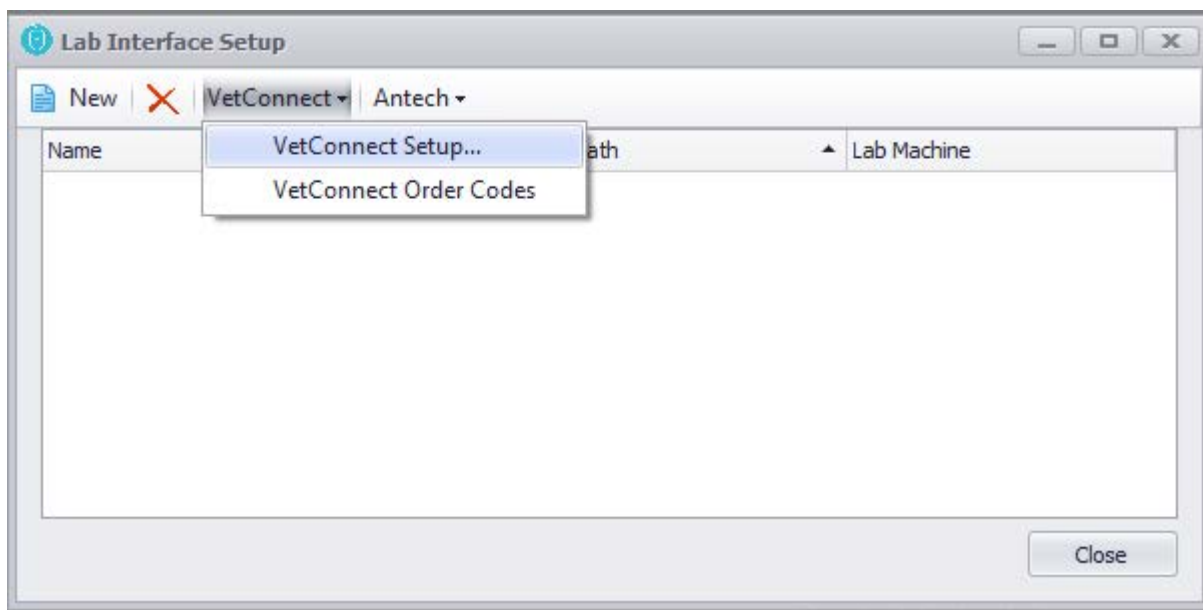 Lab Interface Setup
New VetConnect Antech
VetConnect Setup...
VetConnect Order Codes
Name ath Lab Machine
Close